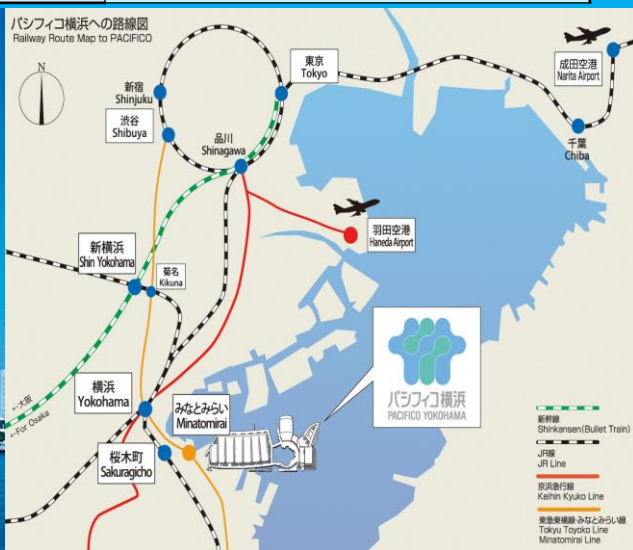 パシフィコ横浜への路線図
Railway Route Map to PACIFICO
N
新宿
Shinjuku
渋谷
Shibuya
東京
Tokyo
品川
Shinagawa
成田空港
Narita Airport
千葉
Chiba
羽田空港
Haneda Airport
新横浜
Shin Yokohama
菊名
Kikuna
横浜
Yokohama
みなとみらい
Minatomirai
桜木町
Sakuragicho
←大阪
←For Osaka
パシフィコ横浜
PACIFICO YOKOHAMA
新幹線
Shinkansen(Bullet Train)
JR線
JR Line
京浜急行線
Keihin Kyuko Line
東急東横線・みなとみらい線
Tokyu Toyoko Line
Minatomirai Line